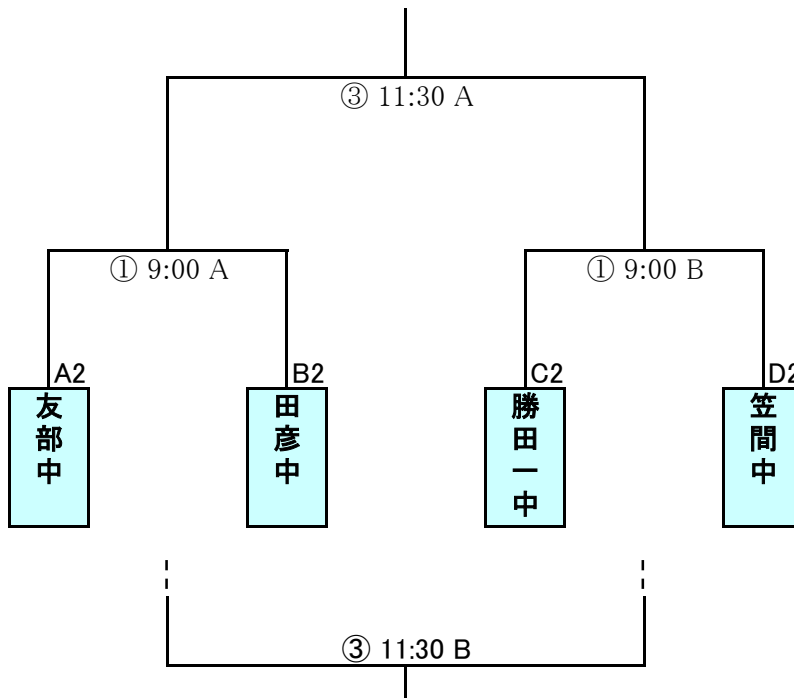 ③ 11:30 A
① 9:00 A
① 9:00 B
A2
B2
C2
D2
友部中
田彦中
勝田一中
笠間中
③ 11:30 B